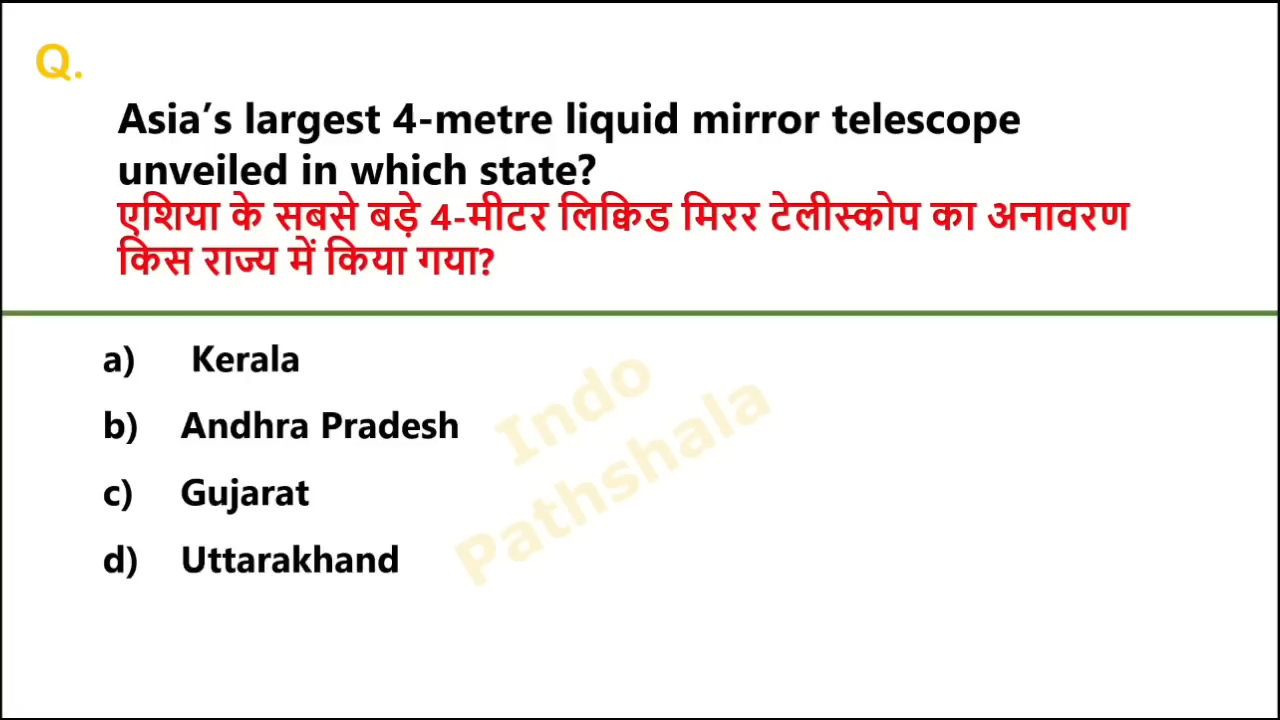 Q.
Asia’s largest 4-metre liquid mirror telescope
unveiled in which state?
एशिया के सबसे बड़े 4-मीटर लिक्विड मिरर टेलीस्कोप का अनावरण
किस राज्य में किया गया?
a) Kerala
b) Andhra Pradesh
c) Gujarat
d) Uttarakhand
Indo
Pathshala